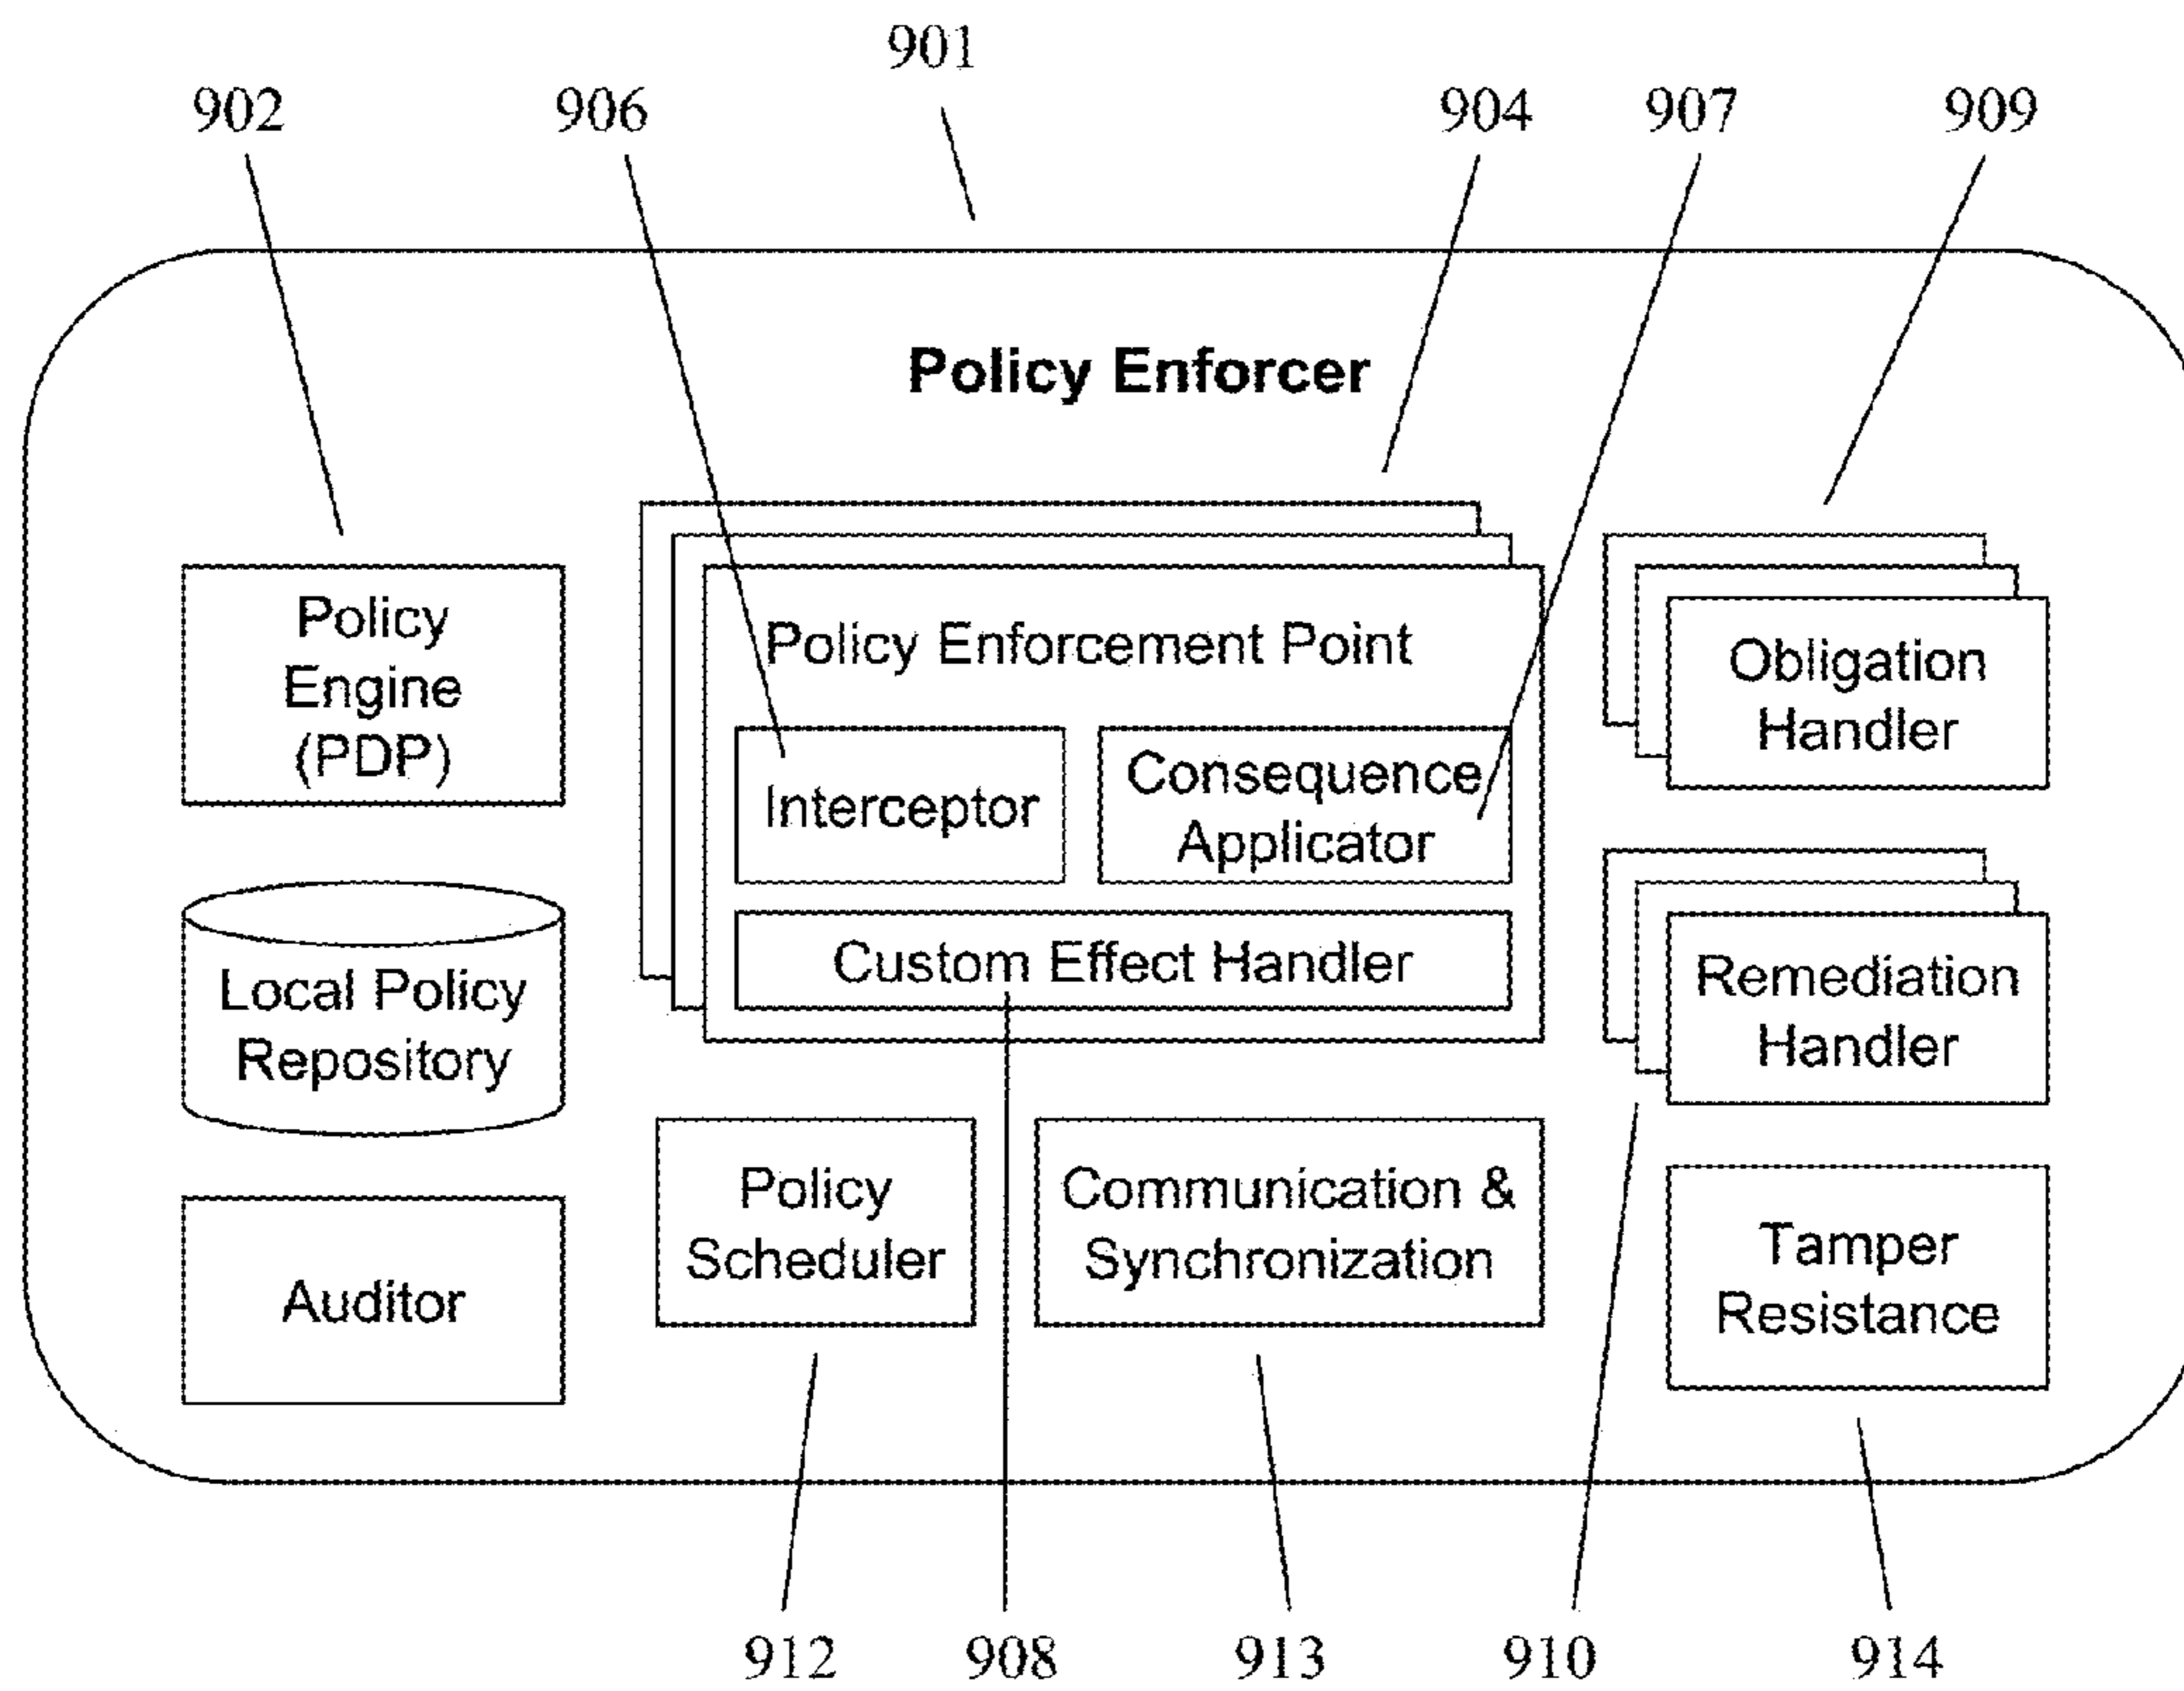 901
902
906
904
907
909
Policy Enforcer
Policy
Engine
(PDP)
Policy Enforcement Point
Interceptor
Consequence
Applicator
Custom Effect Handler
Obligation
Handler
Local Policy
Repository
Remediation
Handler
Auditor
Policy
Scheduler
Communication &
Synchronization
Tamper
Resistance
912
908
913
910
914